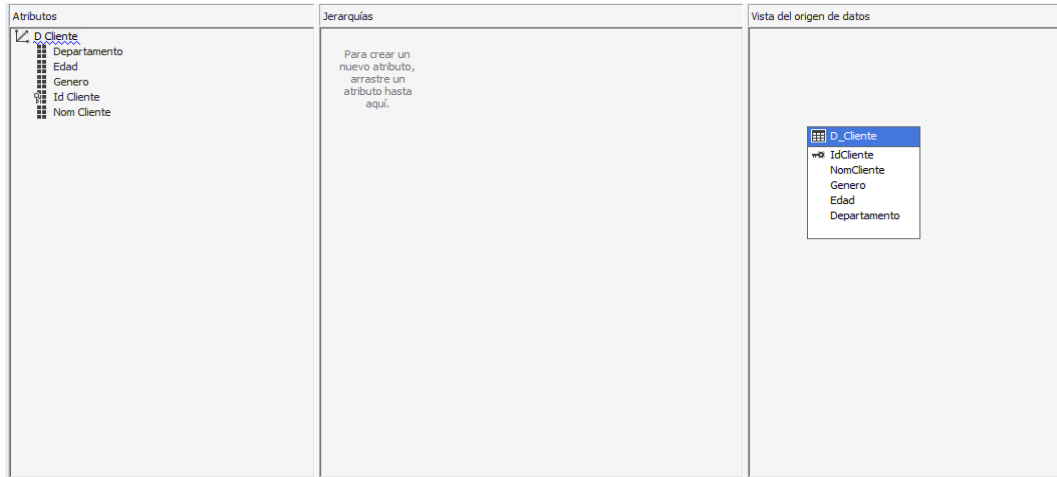 Atributos
D Cliente
Departamento
Edad
Genero
Id Cliente
Nom Cliente
Jerarquías
Para crear un
nuevo atributo,
arrastre un
atributo hasta
aquí.
Vista del origen de datos
D_Cliente
IdCliente
NomCliente
Genero
Edad
Departamento